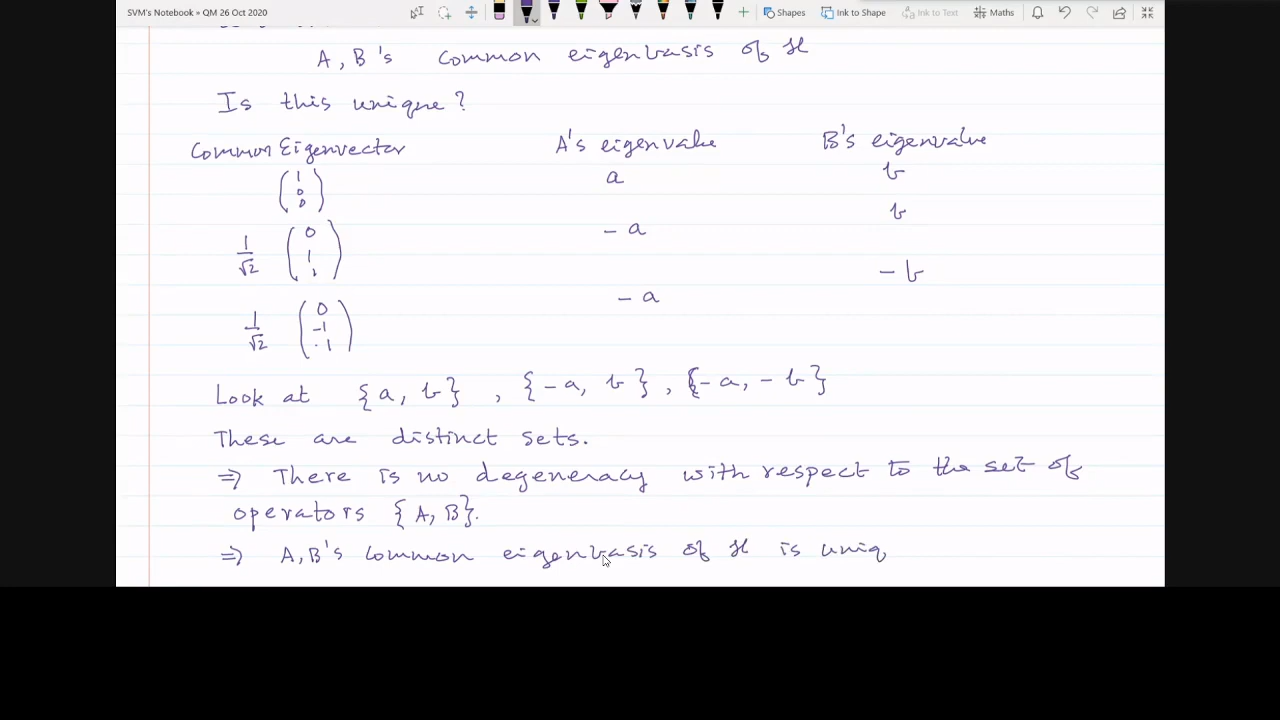 SVM's Notebook » QM 26 Oct 2020
Shapes Ink to Shape Ink to Text Maths
A, B's common eigenbasis of ℋ
Is this unique?
Common Eigenvector A's eigenvalue B's eigenvalue
(1 0 0) a b
1/√2 (0 1 1) - a b
1/√2 (0 -1 -1) - a - b
Look at {a, b} , {-a, b} , {-a, -b}
These are distinct sets.
⇒ There is no degeneracy with respect to the set of
operators {A, B}.
⇒ A, B's common eigenbasis of ℋ is uniq